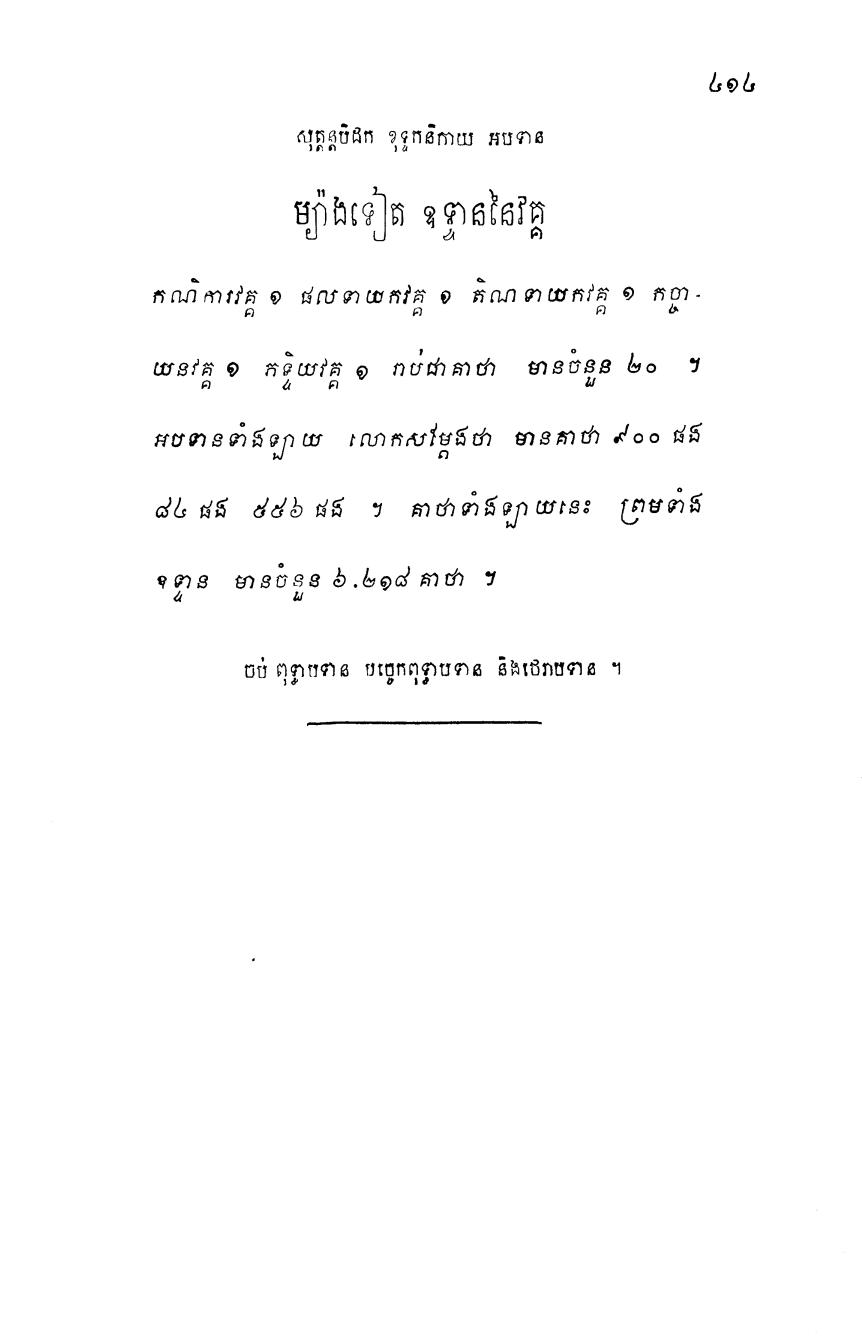 ៤១៤
សុត្តន្តបិដក ខុទ្ទកនិកាយ អបទាន
ម្យ៉ាងទៀត ឧទ្ទាននៃវគ្គ
កណិការវគ្គ ១ ផលទាយកវគ្គ ១ តិណទាយកវគ្គ ១ កច្ចា-
យនវគ្គ ១ ភទ្ទិយវគ្គ ១ រាប់ជាគាថា មានចំនួន ២០ ។
អបទានទាំងឡាយ លោកសម្តែងថា មានគាថា ៩០០ ផង
៨៤ ផង ៥៥៦ ផង ។ គាថាទាំងឡាយនេះ ព្រមទាំង
ឧទ្ទាន មានចំនួន ៦.២១៨ គាថា ។
ចប់ ពុទ្ធាបទាន បច្ចេកពុទ្ធាបទាន និងថេរាបទាន ។